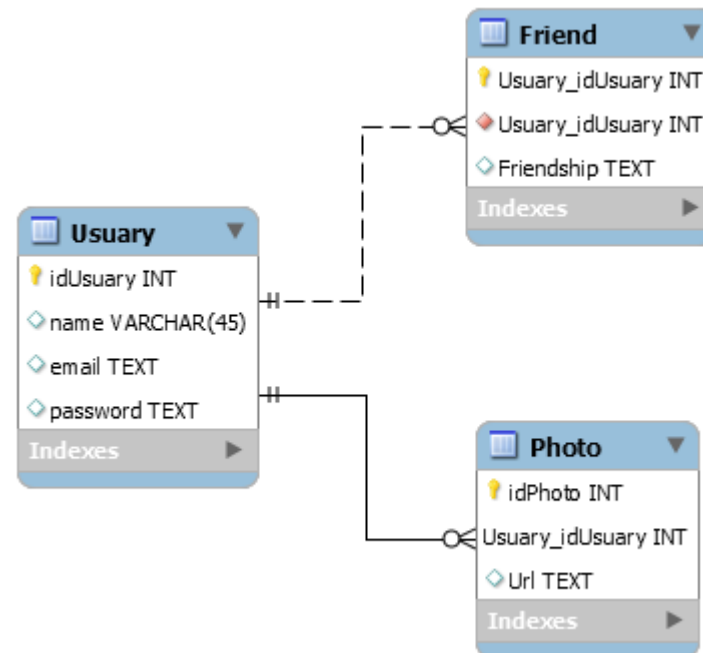 Friend
Usuary_idUsuary INT
Usuary_idUsuary INT
Friendship TEXT
Indexes
Usuary
idUsuary INT
name VARCHAR(45)
email TEXT
password TEXT
Indexes
Photo
idPhoto INT
Usuary_idUsuary INT
Url TEXT
Indexes